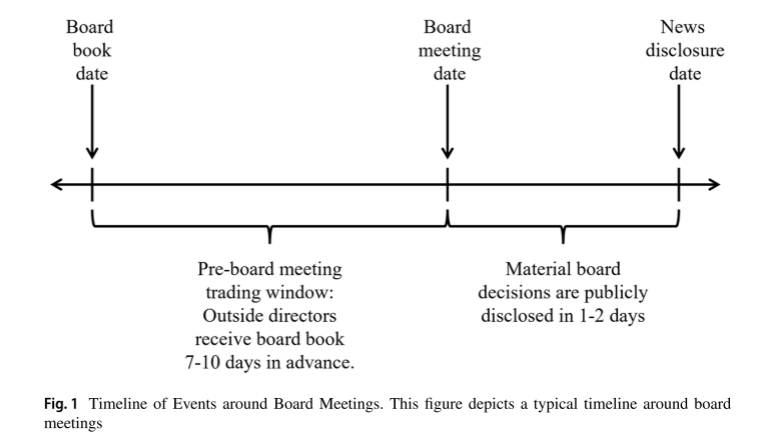 Board
book
date
Board
meeting
date
News
disclosure
date
Pre-board meeting
trading window:
Outside directors
receive board book
7-10 days in advance.
Material board
decisions are publicly
disclosed in 1-2 days
Fig. 1 Timeline of Events around Board Meetings. This figure depicts a typical timeline around board
meetings